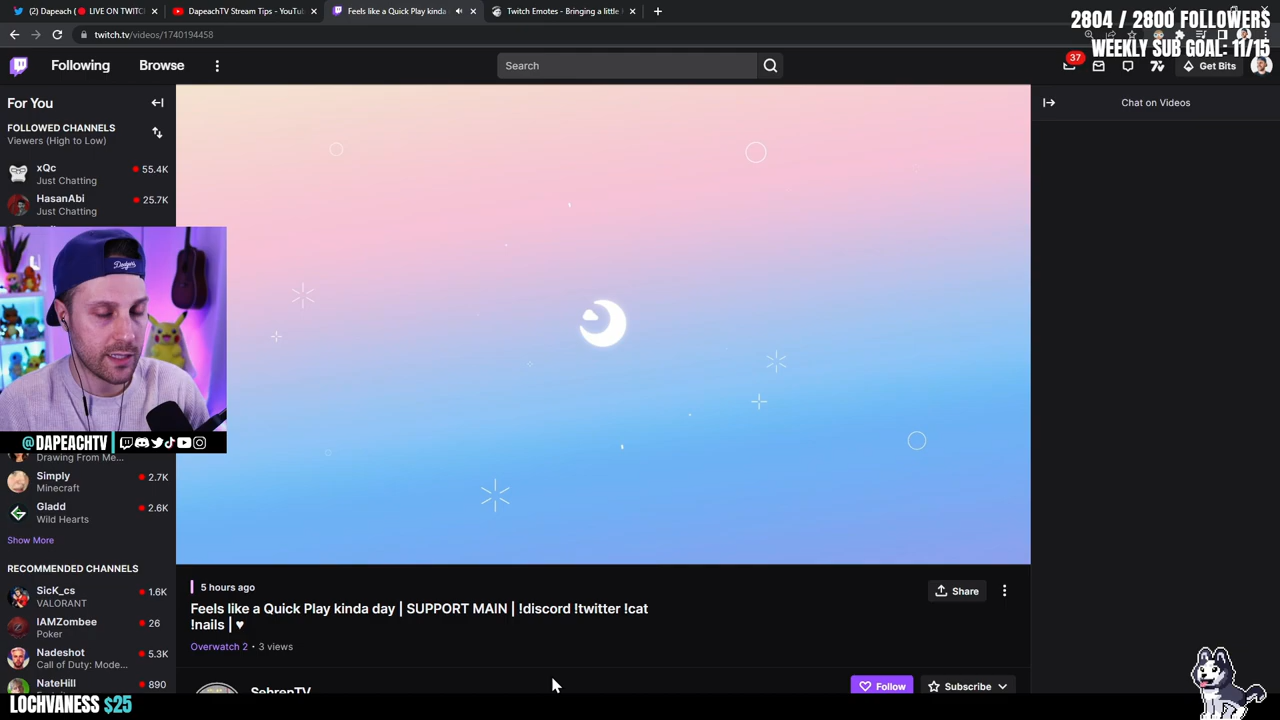 (2) Dapeach (🔴 LIVE ON TWITC
DapeachTV Stream Tips - YouTub
Feels like a Quick Play kinda
Twitch Emotes - Bringing a little
twitch.tv/videos/1740194458
2804 / 2800 FOLLOWERS
WEEKLY SUB GOAL: 11/15
Following
Browse
Search
37
Get Bits
For You
Chat on Videos
FOLLOWED CHANNELS
Viewers (High to Low)
xQc
55.4K
Just Chatting
HasanAbi
25.7K
Just Chatting
Dodgers
@DAPEACHTV
Drawing From Me...
Simply
2.7K
Minecraft
Gladd
2.6K
Wild Hearts
Show More
RECOMMENDED CHANNELS
SicK_cs
1.6K
VALORANT
IAMZombee
26
Poker
Nadeshot
5.3K
Call of Duty: Mode...
NateHill
890
LOCHVANESS $25
5 hours ago
Share
Feels like a Quick Play kinda day | SUPPORT MAIN | !discord !twitter !cat
!nails | ♥
Overwatch 2 • 3 views
SehrenTV
Follow
Subscribe